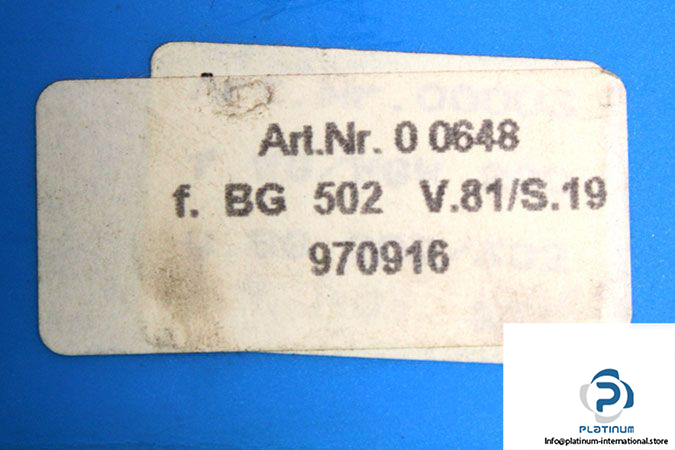 Art.Nr. 0 0648
f. BG 502 V.81/S.19
970916
PLATINUM
Info@platinum-international.store